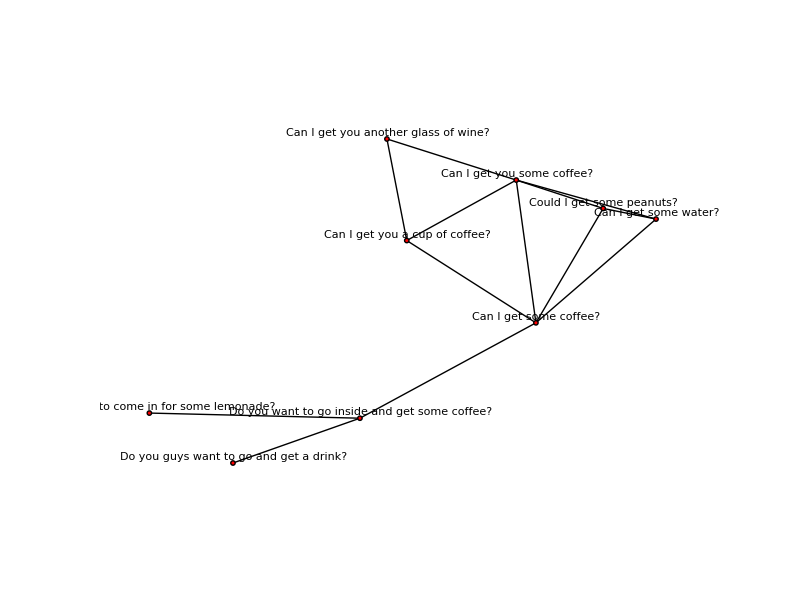 Can I get you another glass of wine?
Can I get you some coffee?
Could I get some peanuts?
Can I get some water?
Can I get you a cup of coffee?
Can I get some coffee?
to come in for some lemonade?
Do you want to go inside and get some coffee?
Do you guys want to go and get a drink?